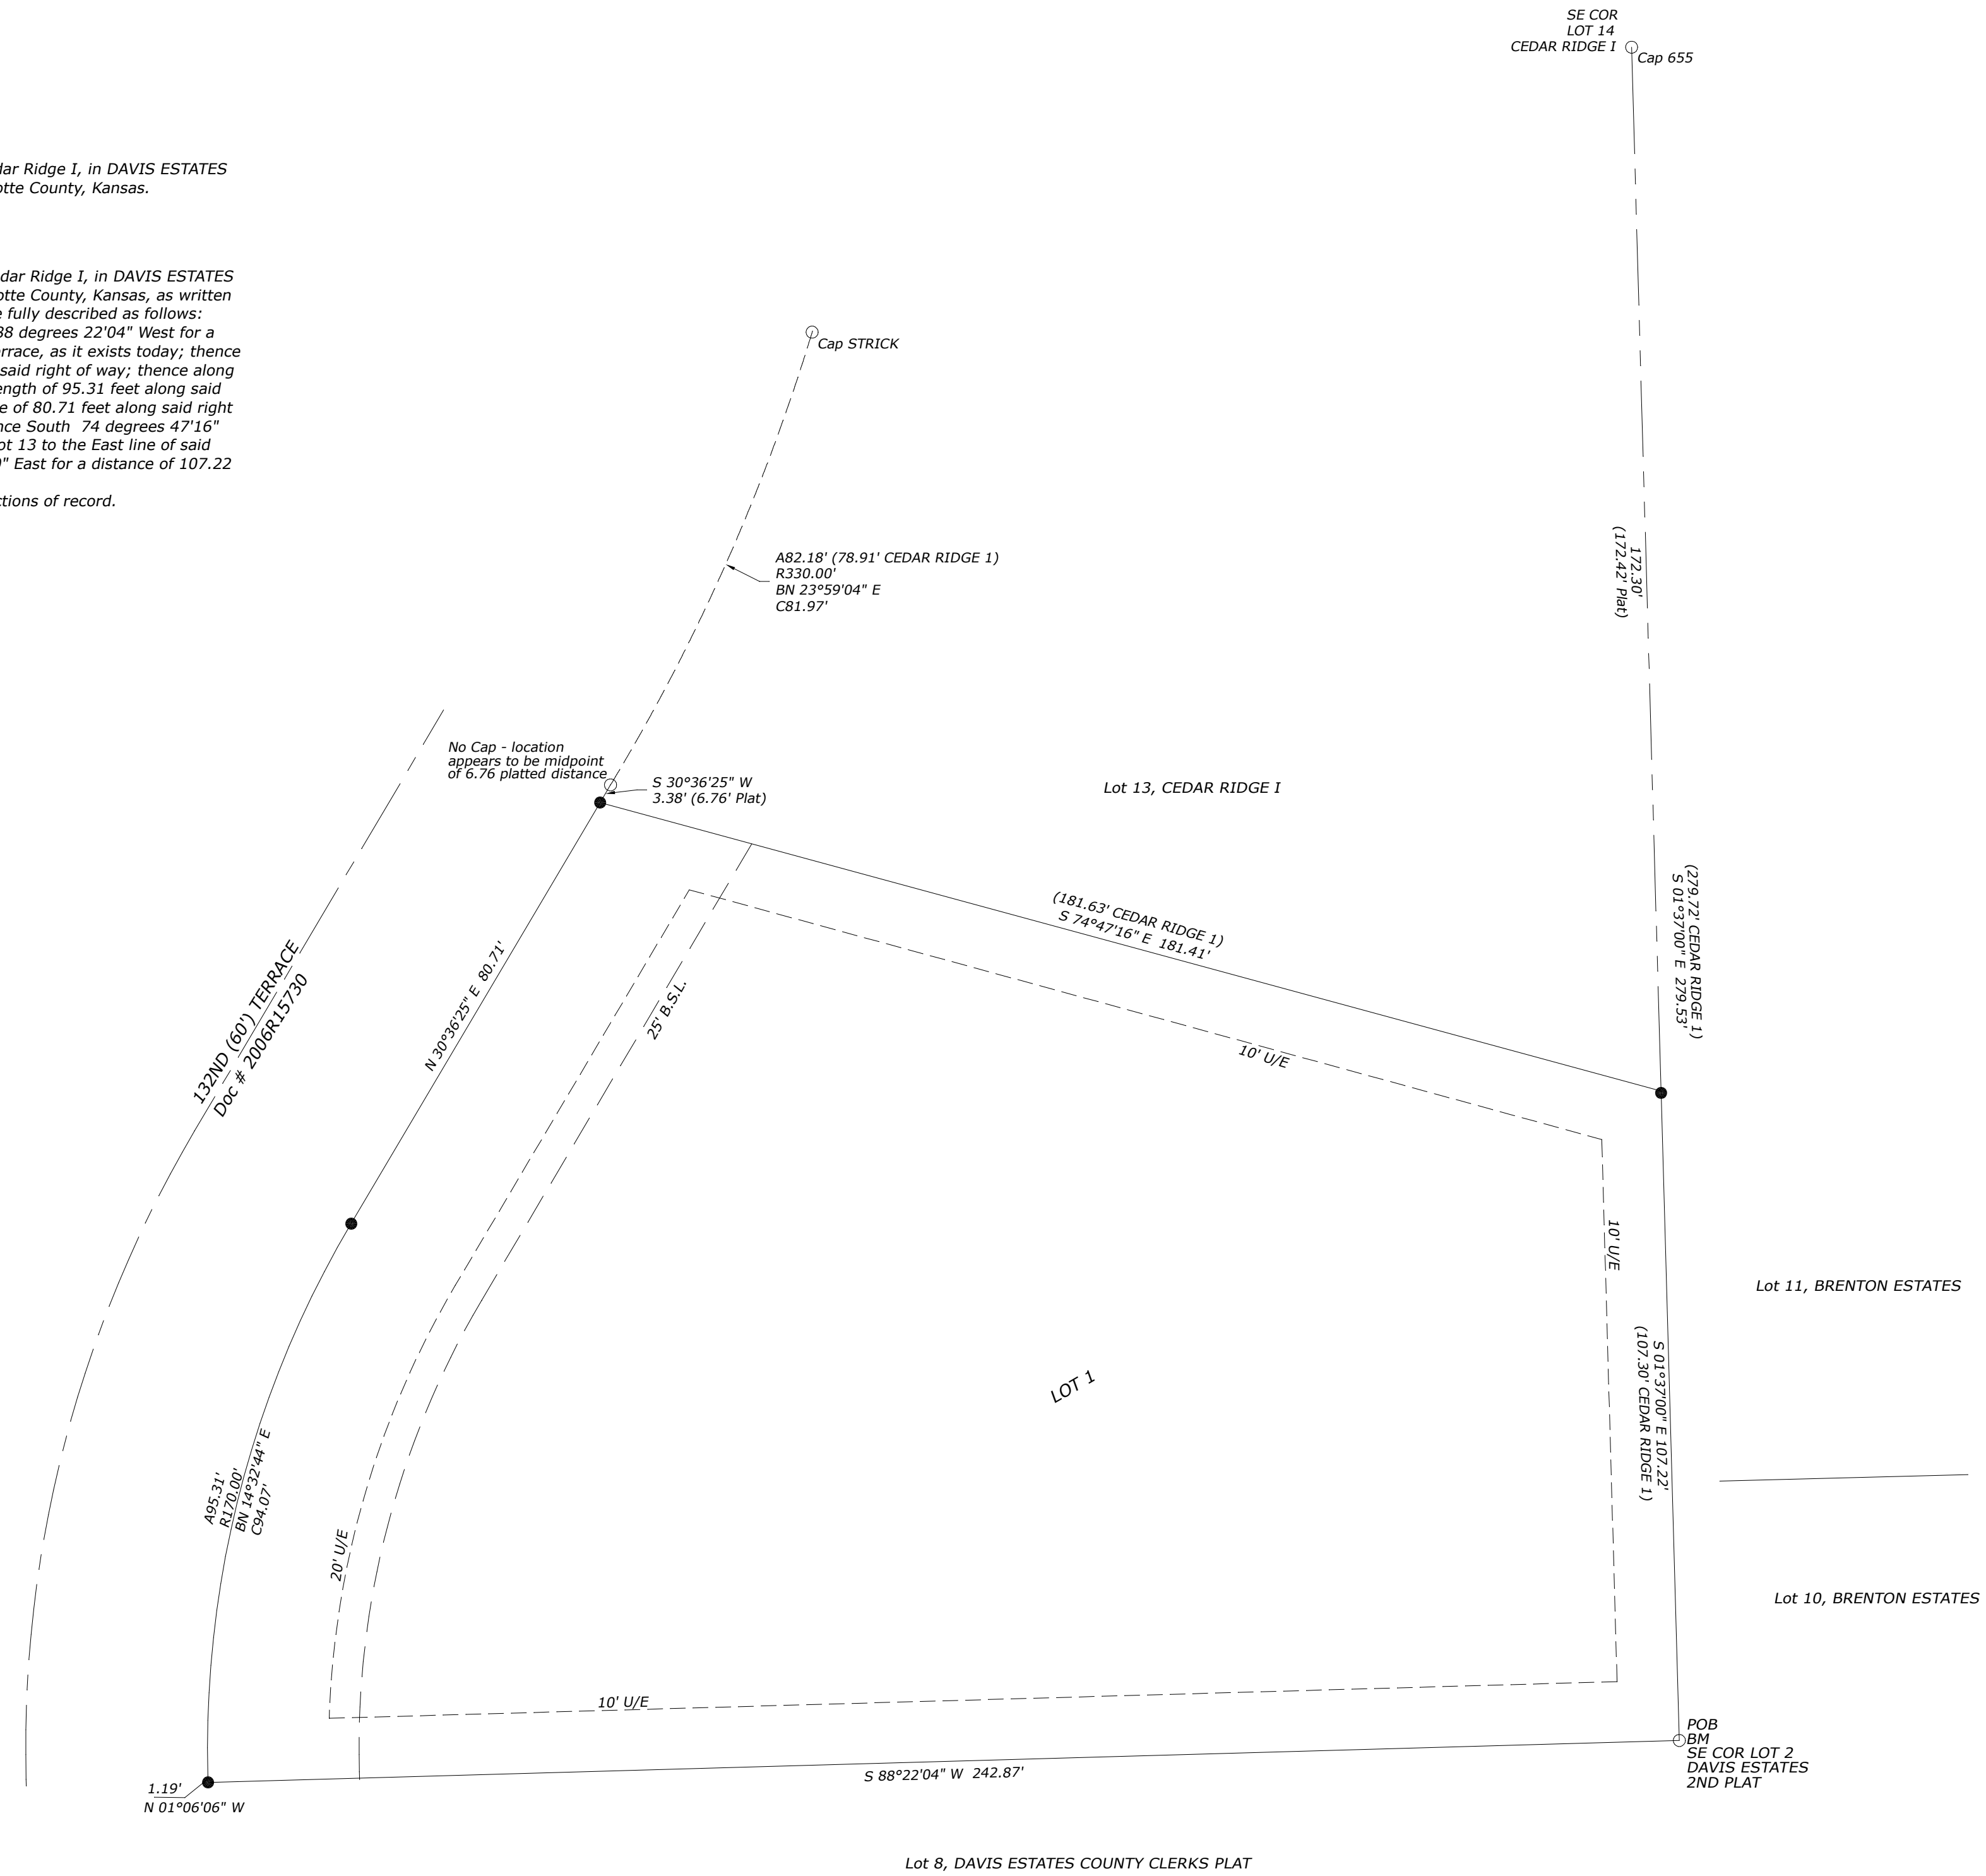 SE COR
LOT 14
CEDAR RIDGE I
Cap 655
dar Ridge I, in DAVIS ESTATES
otte County, Kansas.
dar Ridge I, in DAVIS ESTATES
otte County, Kansas, as written
e fully described as follows:
88 degrees 22'04" West for a
errace, as it exists today; thence
said right of way; thence along
ength of 95.31 feet along said
e of 80.71 feet along said right
nce South  74 degrees 47'16"
ot 13 to the East line of said
0" East for a distance of 107.22
ctions of record.
Cap STRICK
A82.18' (78.91' CEDAR RIDGE 1)
R330.00'
BN 23°59'04" E
C81.97'
172.30'
(172.42' Plat)
No Cap - location
appears to be midpoint
of 6.76 platted distance
S 30°36'25" W
3.38' (6.76' Plat)
Lot 13, CEDAR RIDGE I
(279.72' CEDAR RIDGE 1)
S 01°37'00" E  279.53'
(181.63' CEDAR RIDGE 1)
S 74°47'16" E  181.41'
132ND (60') TERRACE
Doc # 2006R15730
N 30°36'25" E  80.71'
25' B.S.L.
10' U/E
10' U/E
Lot 11, BRENTON ESTATES
LOT 1
S 01°37'00" E 107.22'
(107.30' CEDAR RIDGE 1)
A95.31'
R170.00'
BN 14°32'44" E
C94.07'
20' U/E
Lot 10, BRENTON ESTATES
10' U/E
POB
BM
SE COR LOT 2
DAVIS ESTATES
2ND PLAT
S 88°22'04" W  242.87'
1.19'
N 01°06'06" W
Lot 8, DAVIS ESTATES COUNTY CLERKS PLAT